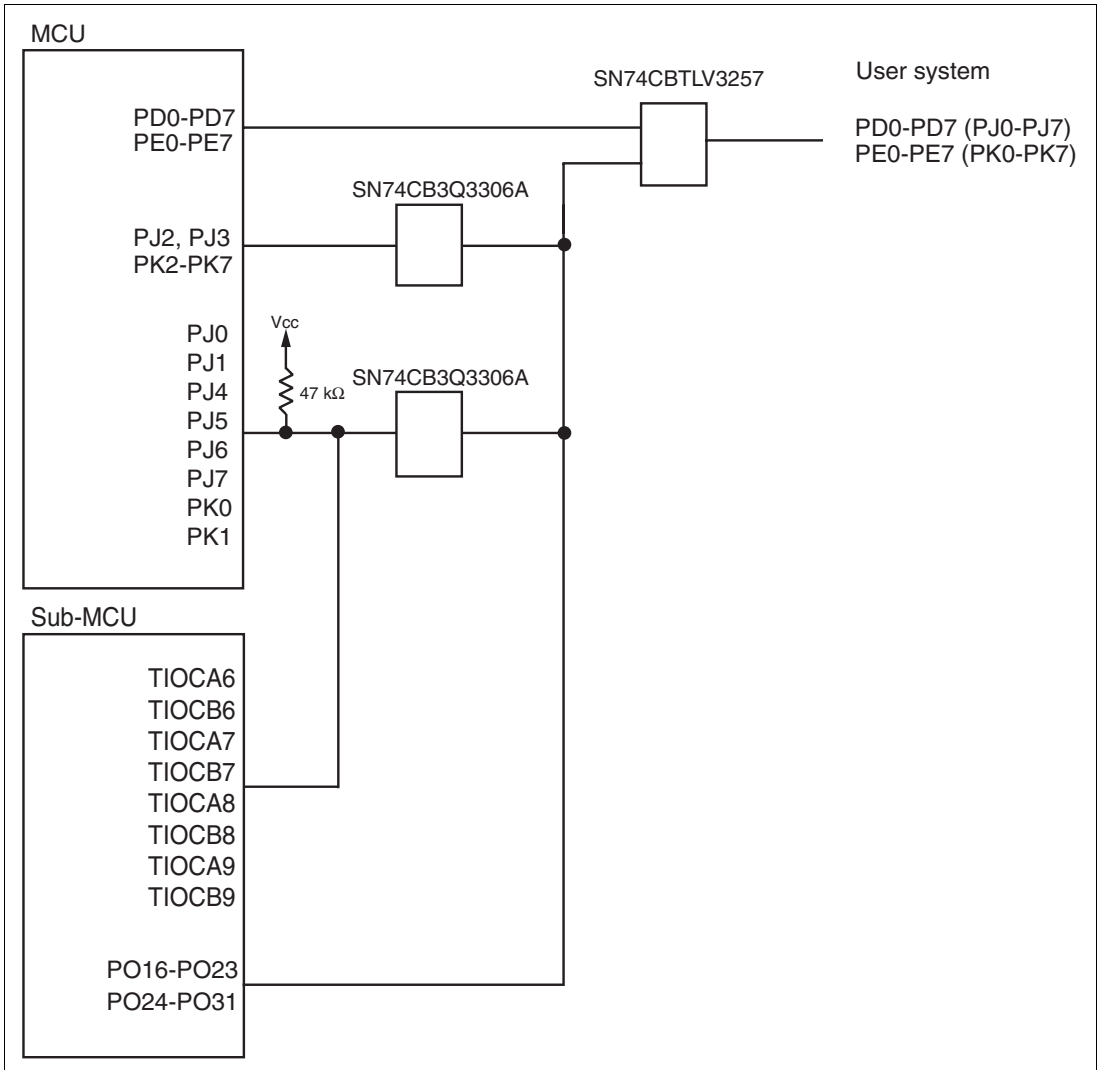 MCU
SN74CBTLV3257
User system
PD0-PD7
PE0-PE7
PD0-PD7 (PJ0-PJ7)
PE0-PE7 (PK0-PK7)
SN74CB3Q3306A
PJ2, PJ3
PK2-PK7
PJ0
PJ1
PJ4
PJ5
PJ6
PJ7
PK0
PK1
Vcc
47 kΩ
SN74CB3Q3306A
Sub-MCU
TIOCA6
TIOCB6
TIOCA7
TIOCB7
TIOCA8
TIOCB8
TIOCA9
TIOCB9
PO16-PO23
PO24-PO31